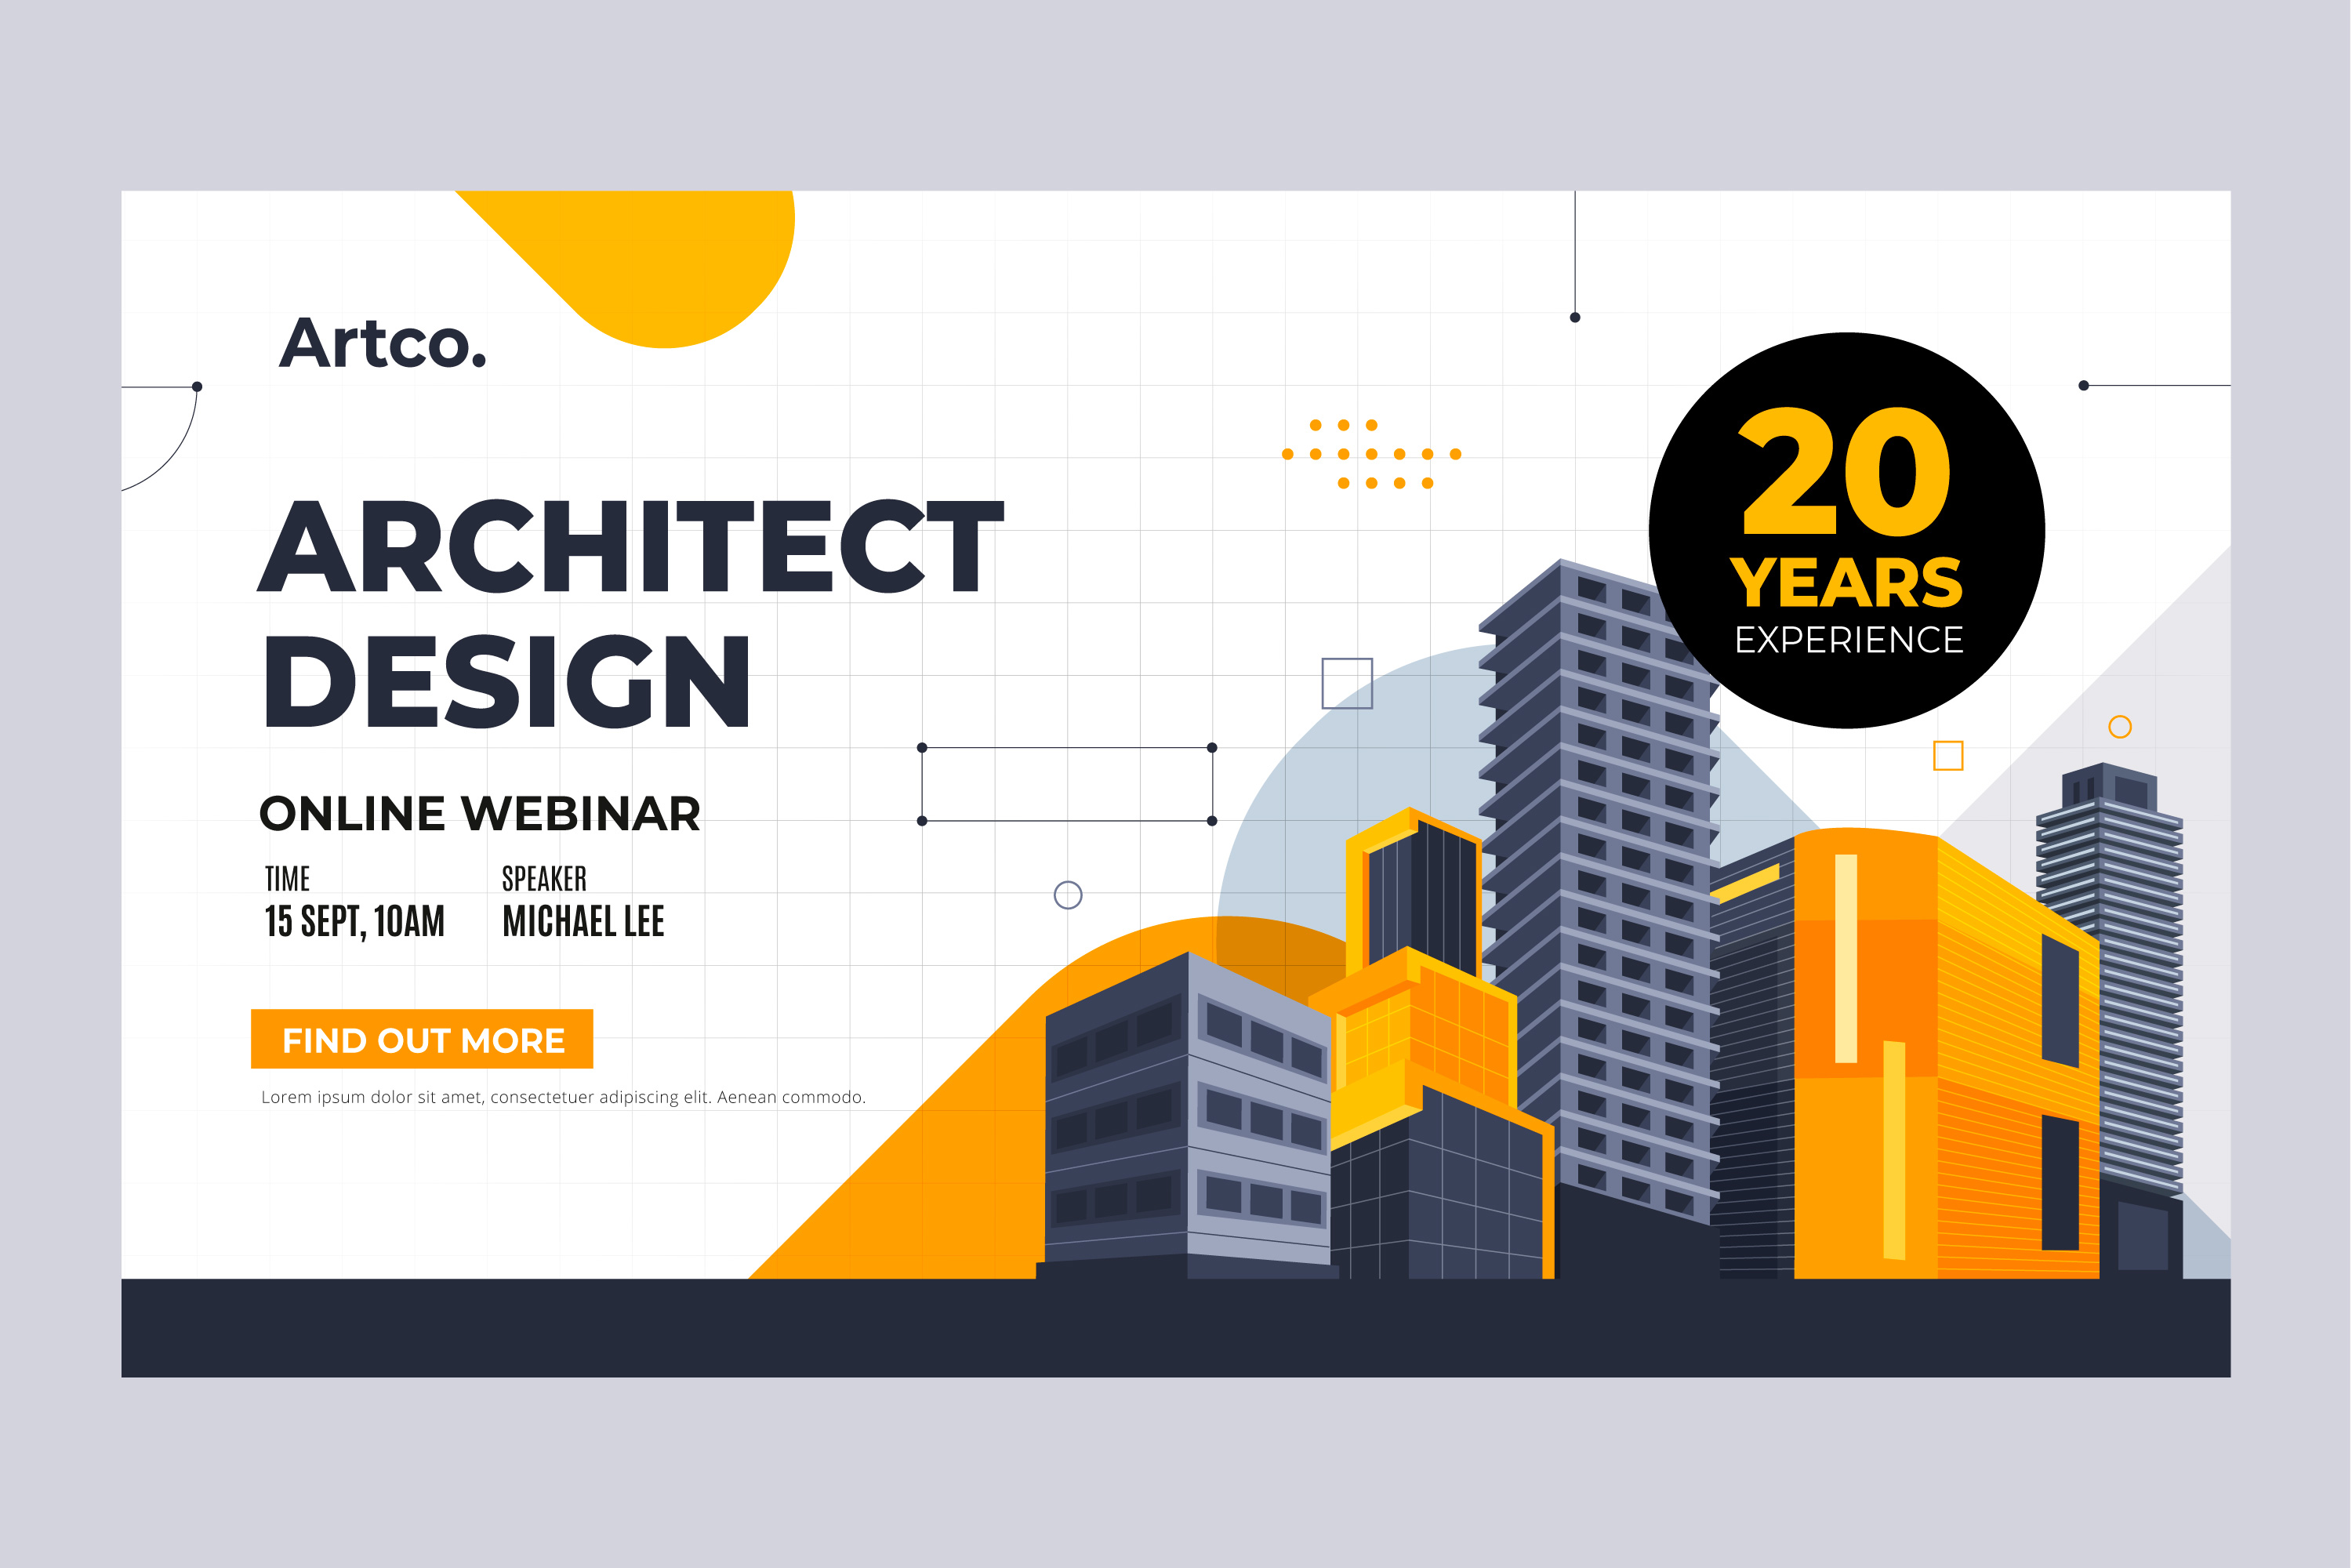 Artco.
ARCHITECT
DESIGN
ONLINE WEBINAR
TIME
15 SEPT, 10AM
SPEAKER
MICHAEL LEE
FIND OUT MORE
Lorem ipsum dolor sit amet, consectetuer adipiscing elit. Aenean commodo.
20
YEARS
EXPERIENCE